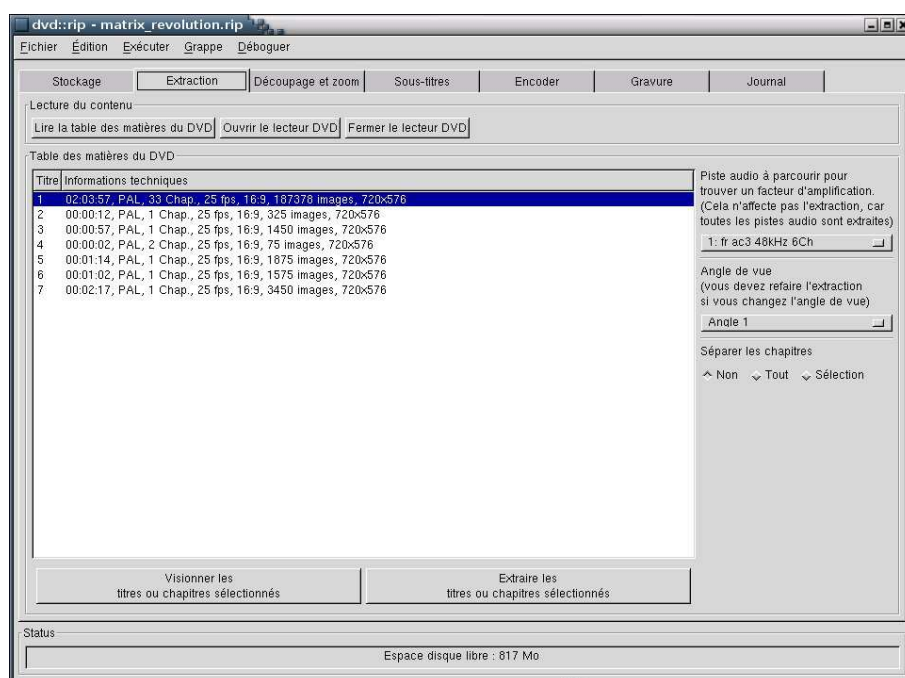 dvd::rip - matrix_revolution.rip
Fichier Édition Exécuter Grappe Déboguer
Stockage Extraction Découpage et zoom Sous-titres Encoder Gravure Journal
Lecture du contenu
Lire la table des matières du DVD Ouvrir le lecteur DVD Fermer le lecteur DVD
Table des matières du DVD
Titre Informations techniques
1 02:03:57, PAL, 33 Chap., 25 fps, 16:9, 187378 images, 720x576
2 00:00:12, PAL, 1 Chap., 25 fps, 16:9, 325 images, 720x576
3 00:00:57, PAL, 1 Chap., 25 fps, 16:9, 1450 images, 720x576
4 00:00:02, PAL, 2 Chap., 25 fps, 16:9, 75 images, 720x576
5 00:01:14, PAL, 1 Chap., 25 fps, 16:9, 1875 images, 720x576
6 00:01:02, PAL, 1 Chap., 25 fps, 16:9, 1575 images, 720x576
7 00:02:17, PAL, 1 Chap., 25 fps, 16:9, 3450 images, 720x576
Piste audio à parcourir pour
trouver un facteur d'amplification.
(Cela n'affecte pas l'extraction, car
toutes les pistes audio sont extraites)
1: fr ac3 48kHz 6Ch
Angle de vue
(vous devez refaire l'extraction
si vous changez l'angle de vue)
Angle 1
Séparer les chapitres
Non Tout Sélection
Visionner les
titres ou chapitres sélectionnés
Extraire les
titres ou chapitres sélectionnés
Status
Espace disque libre : 817 Mo